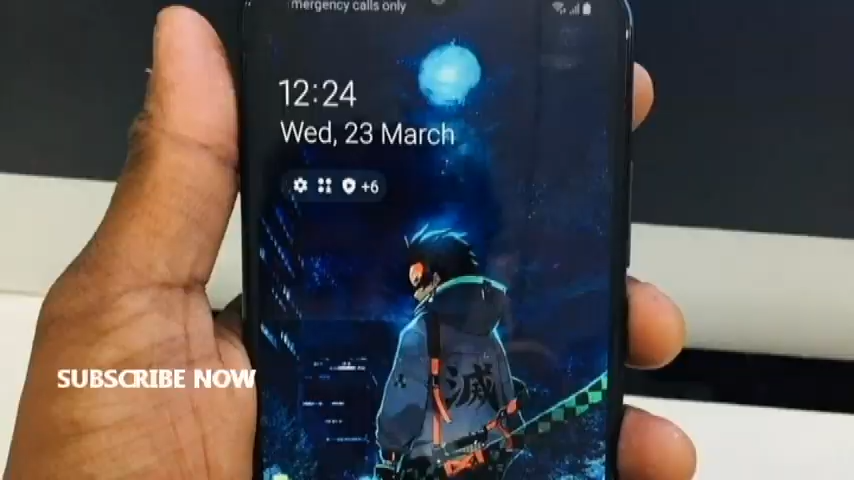 mergency calls only
12:24
Wed, 23 March
+6
滅
SUBSCRIBE NOW